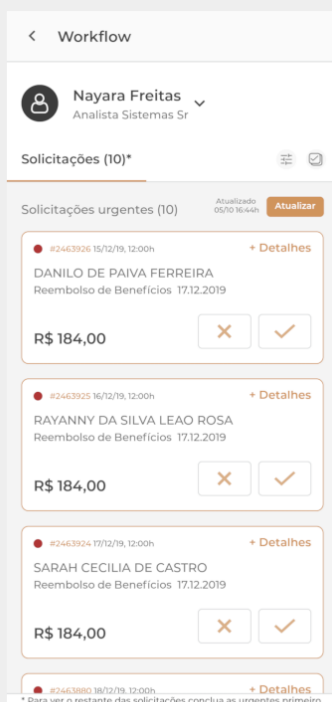 Workflow
Nayara Freitas
Analista Sistemas Sr
Solicitações (10)*
Solicitações urgentes (10)
Atualizado
05/10 16:44h
Atualizar
#2463926 15/12/19, 12:00h
+ Detalhes
DANILO DE PAIVA FERREIRA
Reembolso de Benefícios 17.12.2019
R$ 184,00
#2463925 16/12/19, 12:00h
+ Detalhes
RAYANNY DA SILVA LEAO ROSA
Reembolso de Benefícios 17.12.2019
R$ 184,00
#2463924 17/12/19, 12:00h
+ Detalhes
SARAH CECILIA DE CASTRO
Reembolso de Benefícios 17.12.2019
R$ 184,00
#2463880 18/12/19, 12:00h
+ Detalhes
* Para ver o restante das solicitações conclua as urgentes primeiro